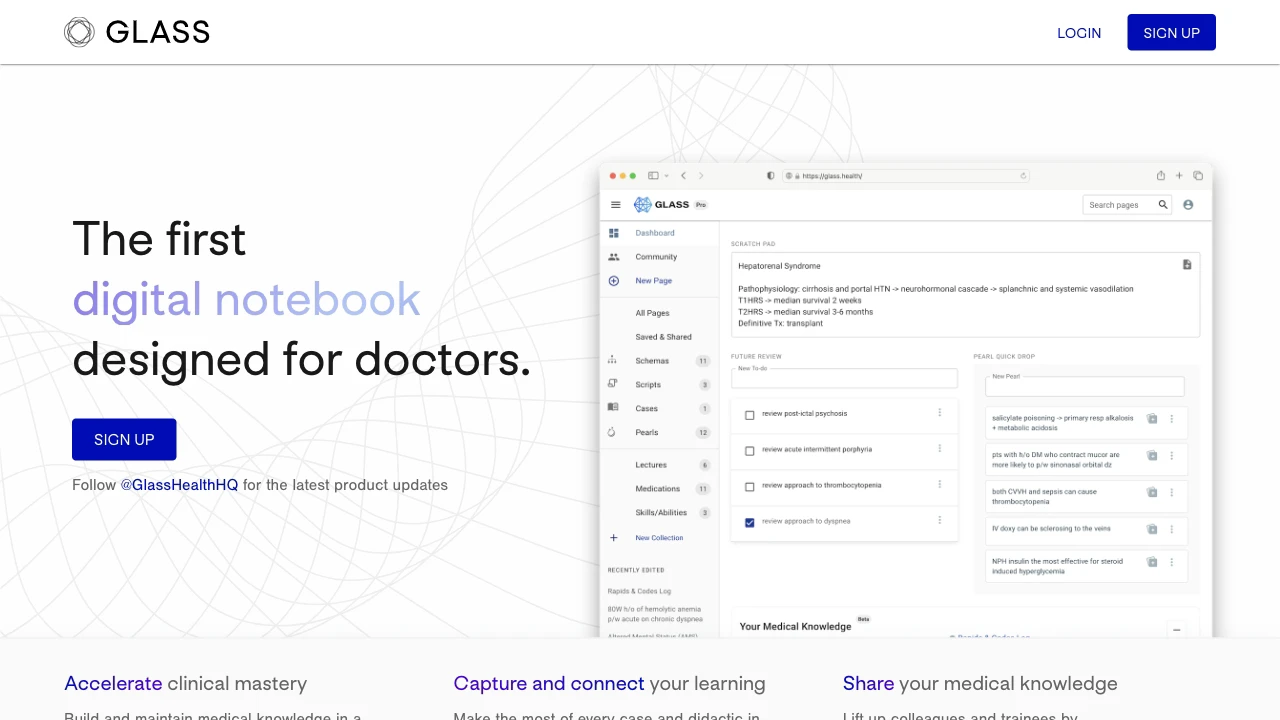 GLASS
LOGIN
SIGN UP
The first
digital notebook
designed for doctors.
SIGN UP
Follow @GlassHealthHQ for the latest product updates
https://glass.health/
GLASS Pro
Search pages
Dashboard
Community
New Page
All Pages
Saved & Shared
Schemas 11
Scripts 3
Cases 1
Pearls 12
Lectures 6
Medications 11
Skills/Abilities 3
New Collection
RECENTLY EDITED
Rapids & Codes Log
80W h/o of hemolytic anemia
p/w acute on chronic dyspnea
Altered Mental Status (AMS)
SCRATCH PAD
Hepatorenal Syndrome
Pathophysiology: cirrhosis and portal HTN -> neurohormonal cascade -> splanchnic and systemic vasodilation
T1HRS -> median survival 2 weeks
T2HRS -> median survival 3-6 months
Definitive Tx: transplant
FUTURE REVIEW
New To-do
review post-ictal psychosis
review acute intermittent porphyria
review approach to thrombocytopenia
review approach to dyspnea
PEARL QUICK DROP
New Pearl
salicylate poisoning -> primary resp alkalosis
+ metabolic acidosis
pts with h/o DM who contract mucor are
more likely to p/w sinonasal orbital dz
both CVVH and sepsis can cause
thrombocytopenia
IV doxy can be sclerosing to the veins
NPH insulin the most effective for steroid
induced hyperglycemia
Your Medical Knowledge Beta
Rapids & Codes Log
Accelerate clinical mastery
Build and maintain medical knowledge in a
Capture and connect your learning
Make the most of every case and didactic in
Share your medical knowledge
Lift up colleagues and trainees by